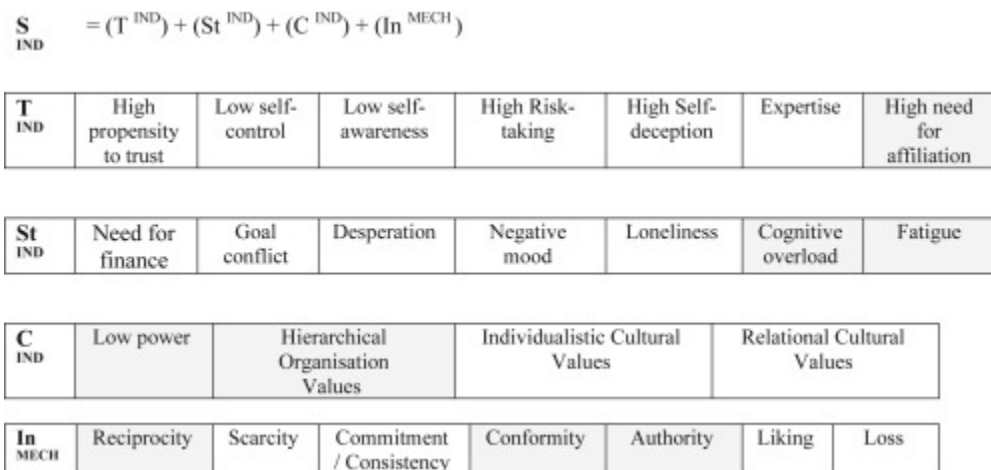 S IND = (T IND) + (St IND) + (C IND) + (In MECH)
T IND High propensity to trust Low self-control Low self-awareness High Risk-taking High Self-deception Expertise High need for affiliation
St IND Need for finance Goal conflict Desperation Negative mood Loneliness Cognitive overload Fatigue
C IND Low power Hierarchical Organisation Values Individualistic Cultural Values Relational Cultural Values
In MECH Reciprocity Scarcity Commitment / Consistency Conformity Authority Liking Loss